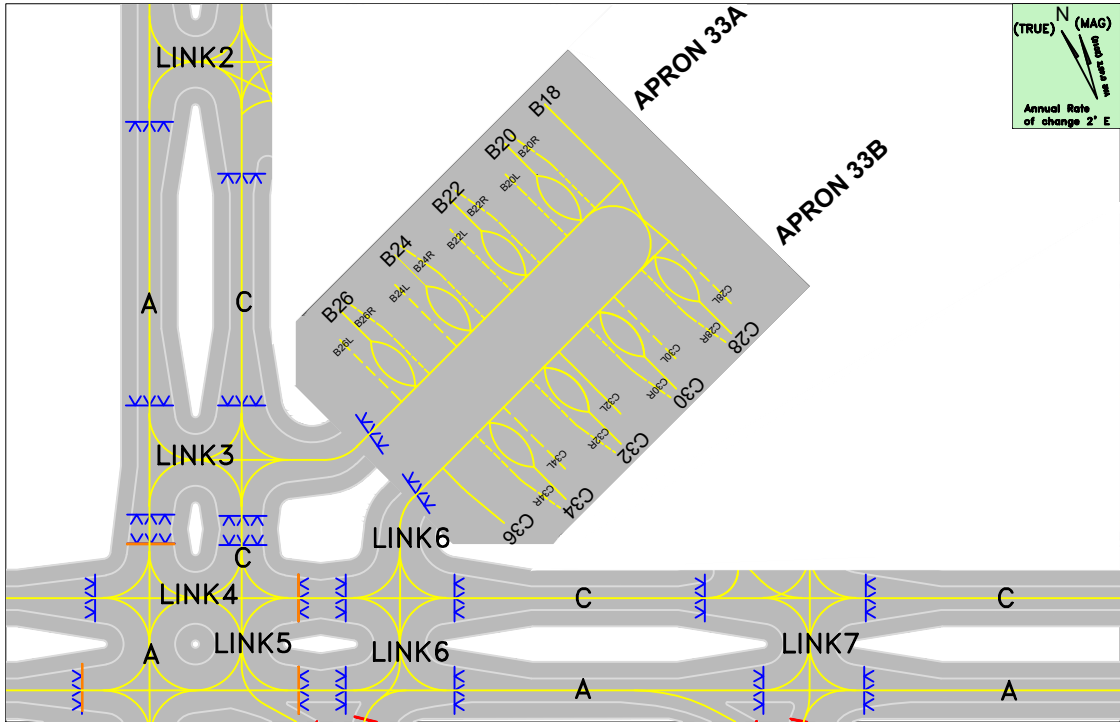 LINK2
APRON 33A
N
(TRUE)
(MAG)
Annual Rate
of change 2' E
APRON 33B
B18
B20
B20R
B20L
B22
B22R
B22L
B24
B24R
B24L
B26
B26R
B26L
A
C
C28L
C28R
C28
C30L
C30R
C30
C32L
C32R
C32
C34L
C34R
C34
C36
LINK3
LINK6
C
LINK4
C
C
LINK5
LINK6
LINK7
A
A
A